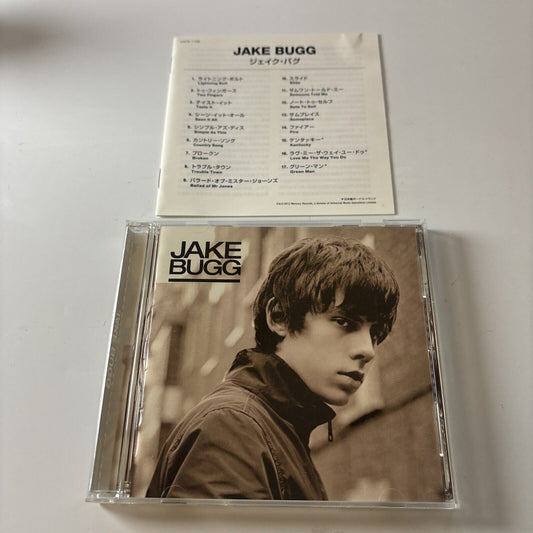 JAKE BUGG
ジェイク・バグ
1. ライトニング・ボルト
Lightning Bolt
2. トゥ・フィンガーズ
Two Fingers
3. テイスト・イット
Taste It
4. シーン・イット・オール
Seen It All
5. シンプル・アズ・ディス
Simple as This
6. カントリー・ソング
Country Song
7. ブロークン
Broken
8. トラブル・タウン
Trouble Town
9. バラード・オブ・ミスター・ジョーンズ
Ballad of Mr Jones
10. スライド
Slide
11. サムワン・トールド・ミー
Someone Told Me
12. ノート・トゥ・セルフ
Note To Self
13. サムプレイス
Someplace
14. ファイアー
Fire
15. ケンタッキー*
Kentucky
16. ラヴ・ミー・ザ・ウェイ・ユー・ドゥ*
Love Me The Way You Do
17. グリーン・マン*
Green Man
JAKE
BUGG